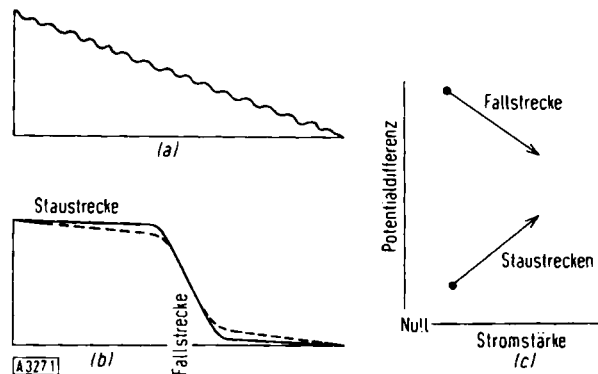 (a)
Staustrecke
Fallstrecke
A 3271
(b)
Potentialdifferenz
Fallstrecke
Staustrecken
Null
Stromstärke
(c)